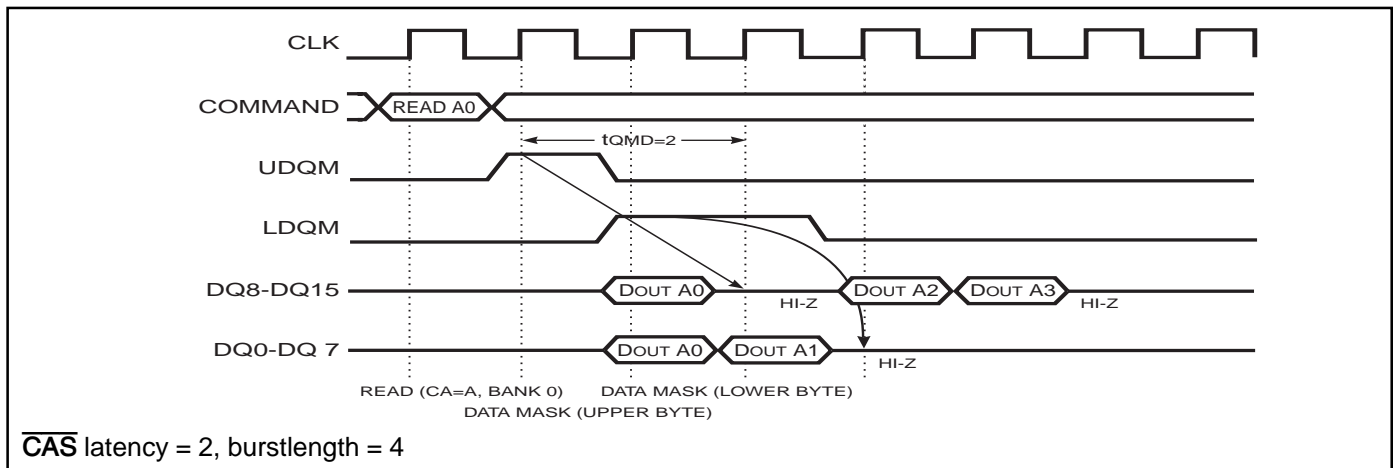 CLK
COMMAND READ A0
tQMD=2
UDQM
LDQM
DQ8-DQ15 DOUT A0 HI-Z DOUT A2 DOUT A3 HI-Z
DQ0-DQ 7 DOUT A0 DOUT A1 HI-Z
READ (CA=A, BANK 0) DATA MASK (LOWER BYTE)
DATA MASK (UPPER BYTE)
CAS latency = 2, burstlength = 4